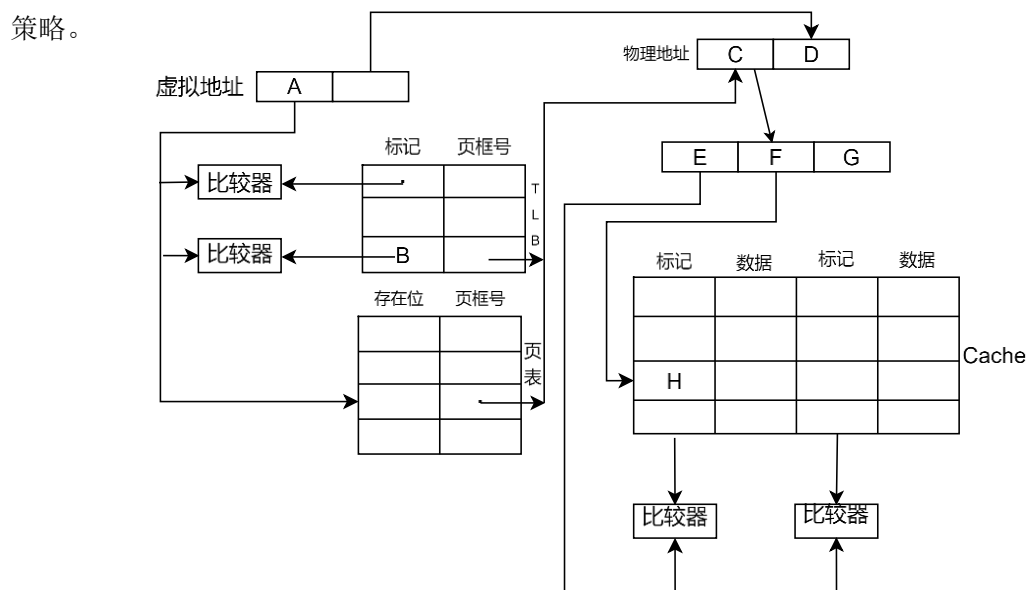 策略。
物理地址 C D
虚拟地址 A
E F G
标记 页框号
比较器
T
L
B
比较器 B
标记 数据 标记 数据
存在位 页框号
页
表
Cache
H
比较器 比较器